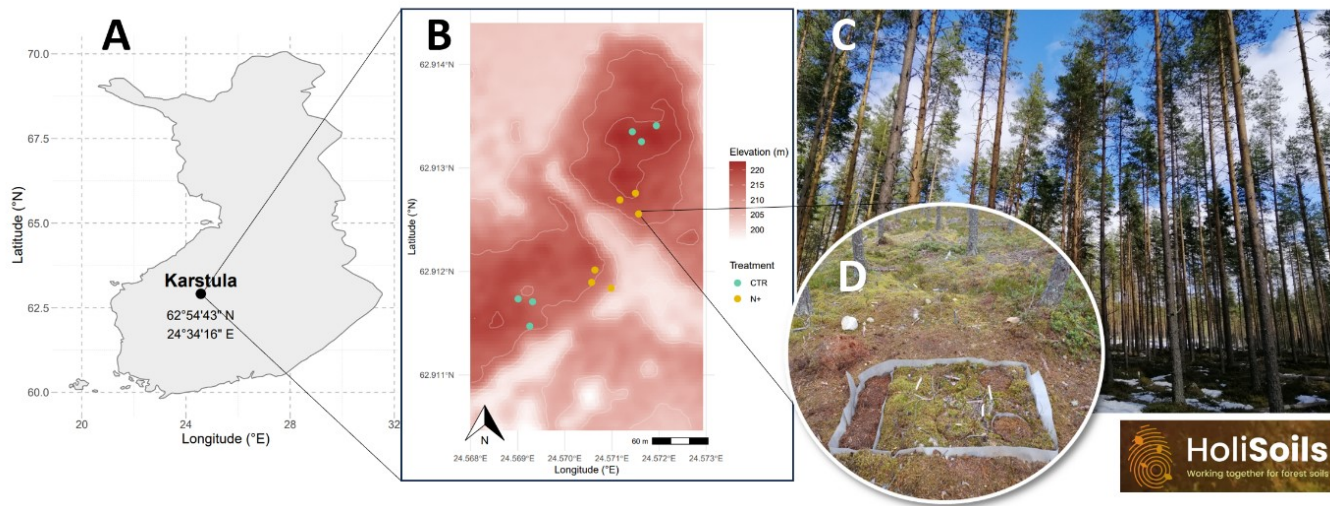 A
70.0
67.5
65.0
62.5
60.0
Latitude (°N)
Karstula
62°54'43" N
24°34'16" E
20
24
28
32
Longitude (°E)
B
62.914°N
62.913°N
62.912°N
62.911°N
Latitude (°N)
N
60 m
24.568°E
24.569°E
24.570°E
24.571°E
24.572°E
24.573°E
Longitude (°E)
Elevation (m)
220
215
210
205
200
Treatment
CTR
N+
C
D
HoliSoils
Working together for forest soils